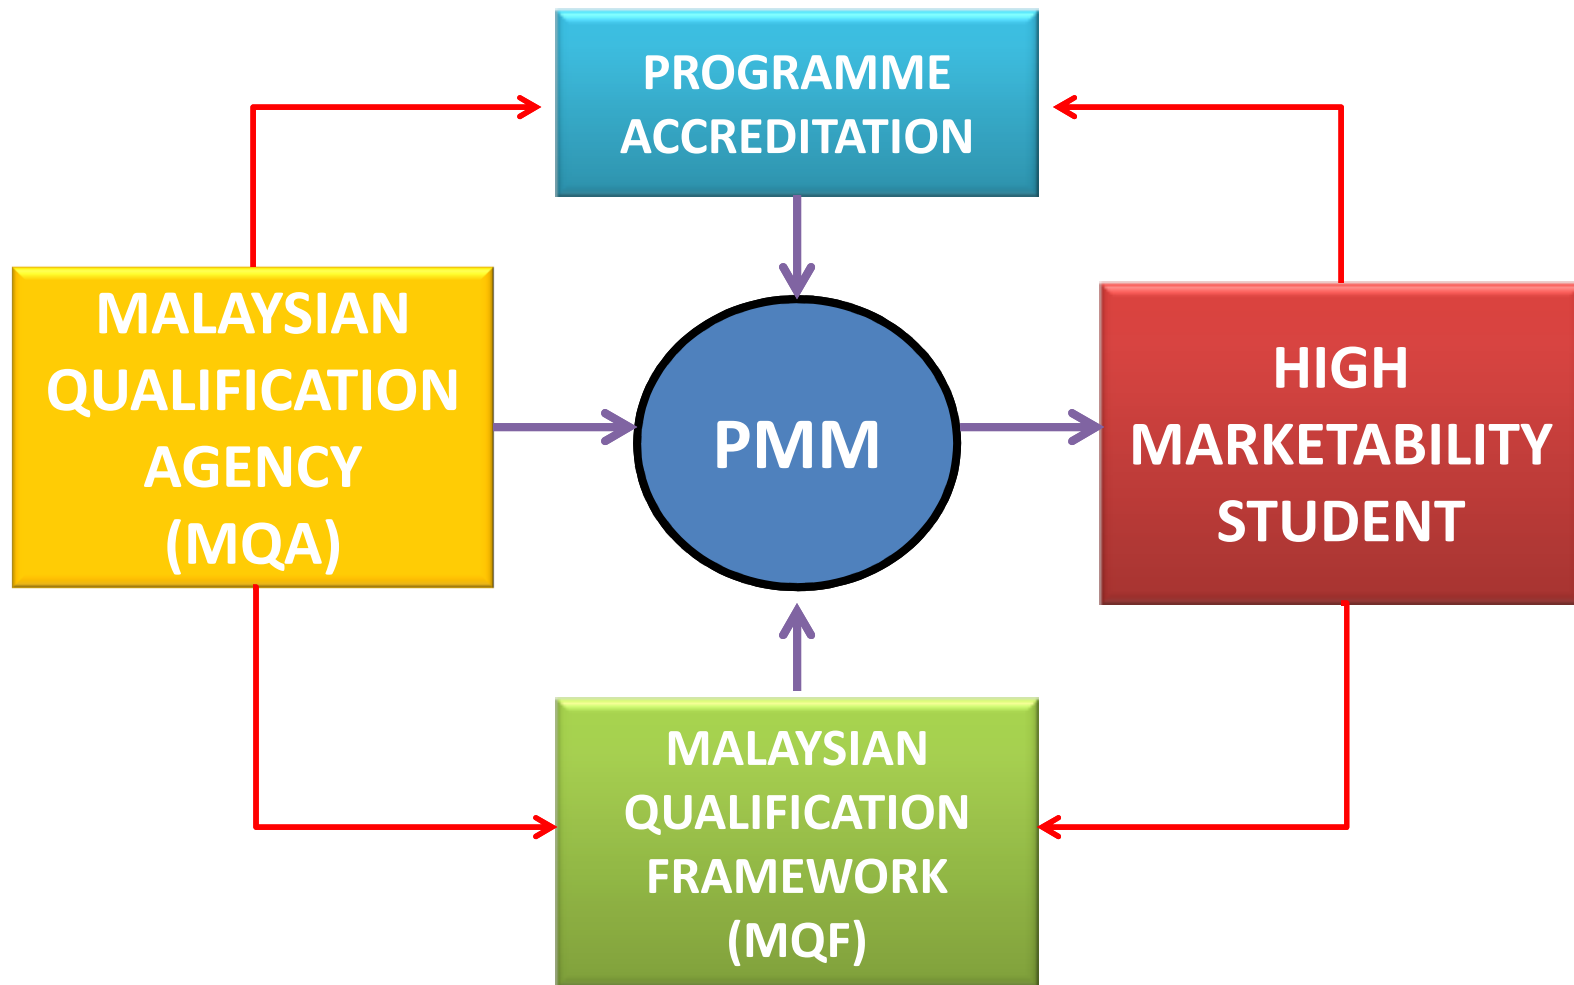 PROGRAMME
ACCREDITATION
MALAYSIAN
QUALIFICATION
AGENCY
(MQA)
PMM
HIGH
MARKETABILITY
STUDENT
MALAYSIAN
QUALIFICATION
FRAMEWORK
(MQF)